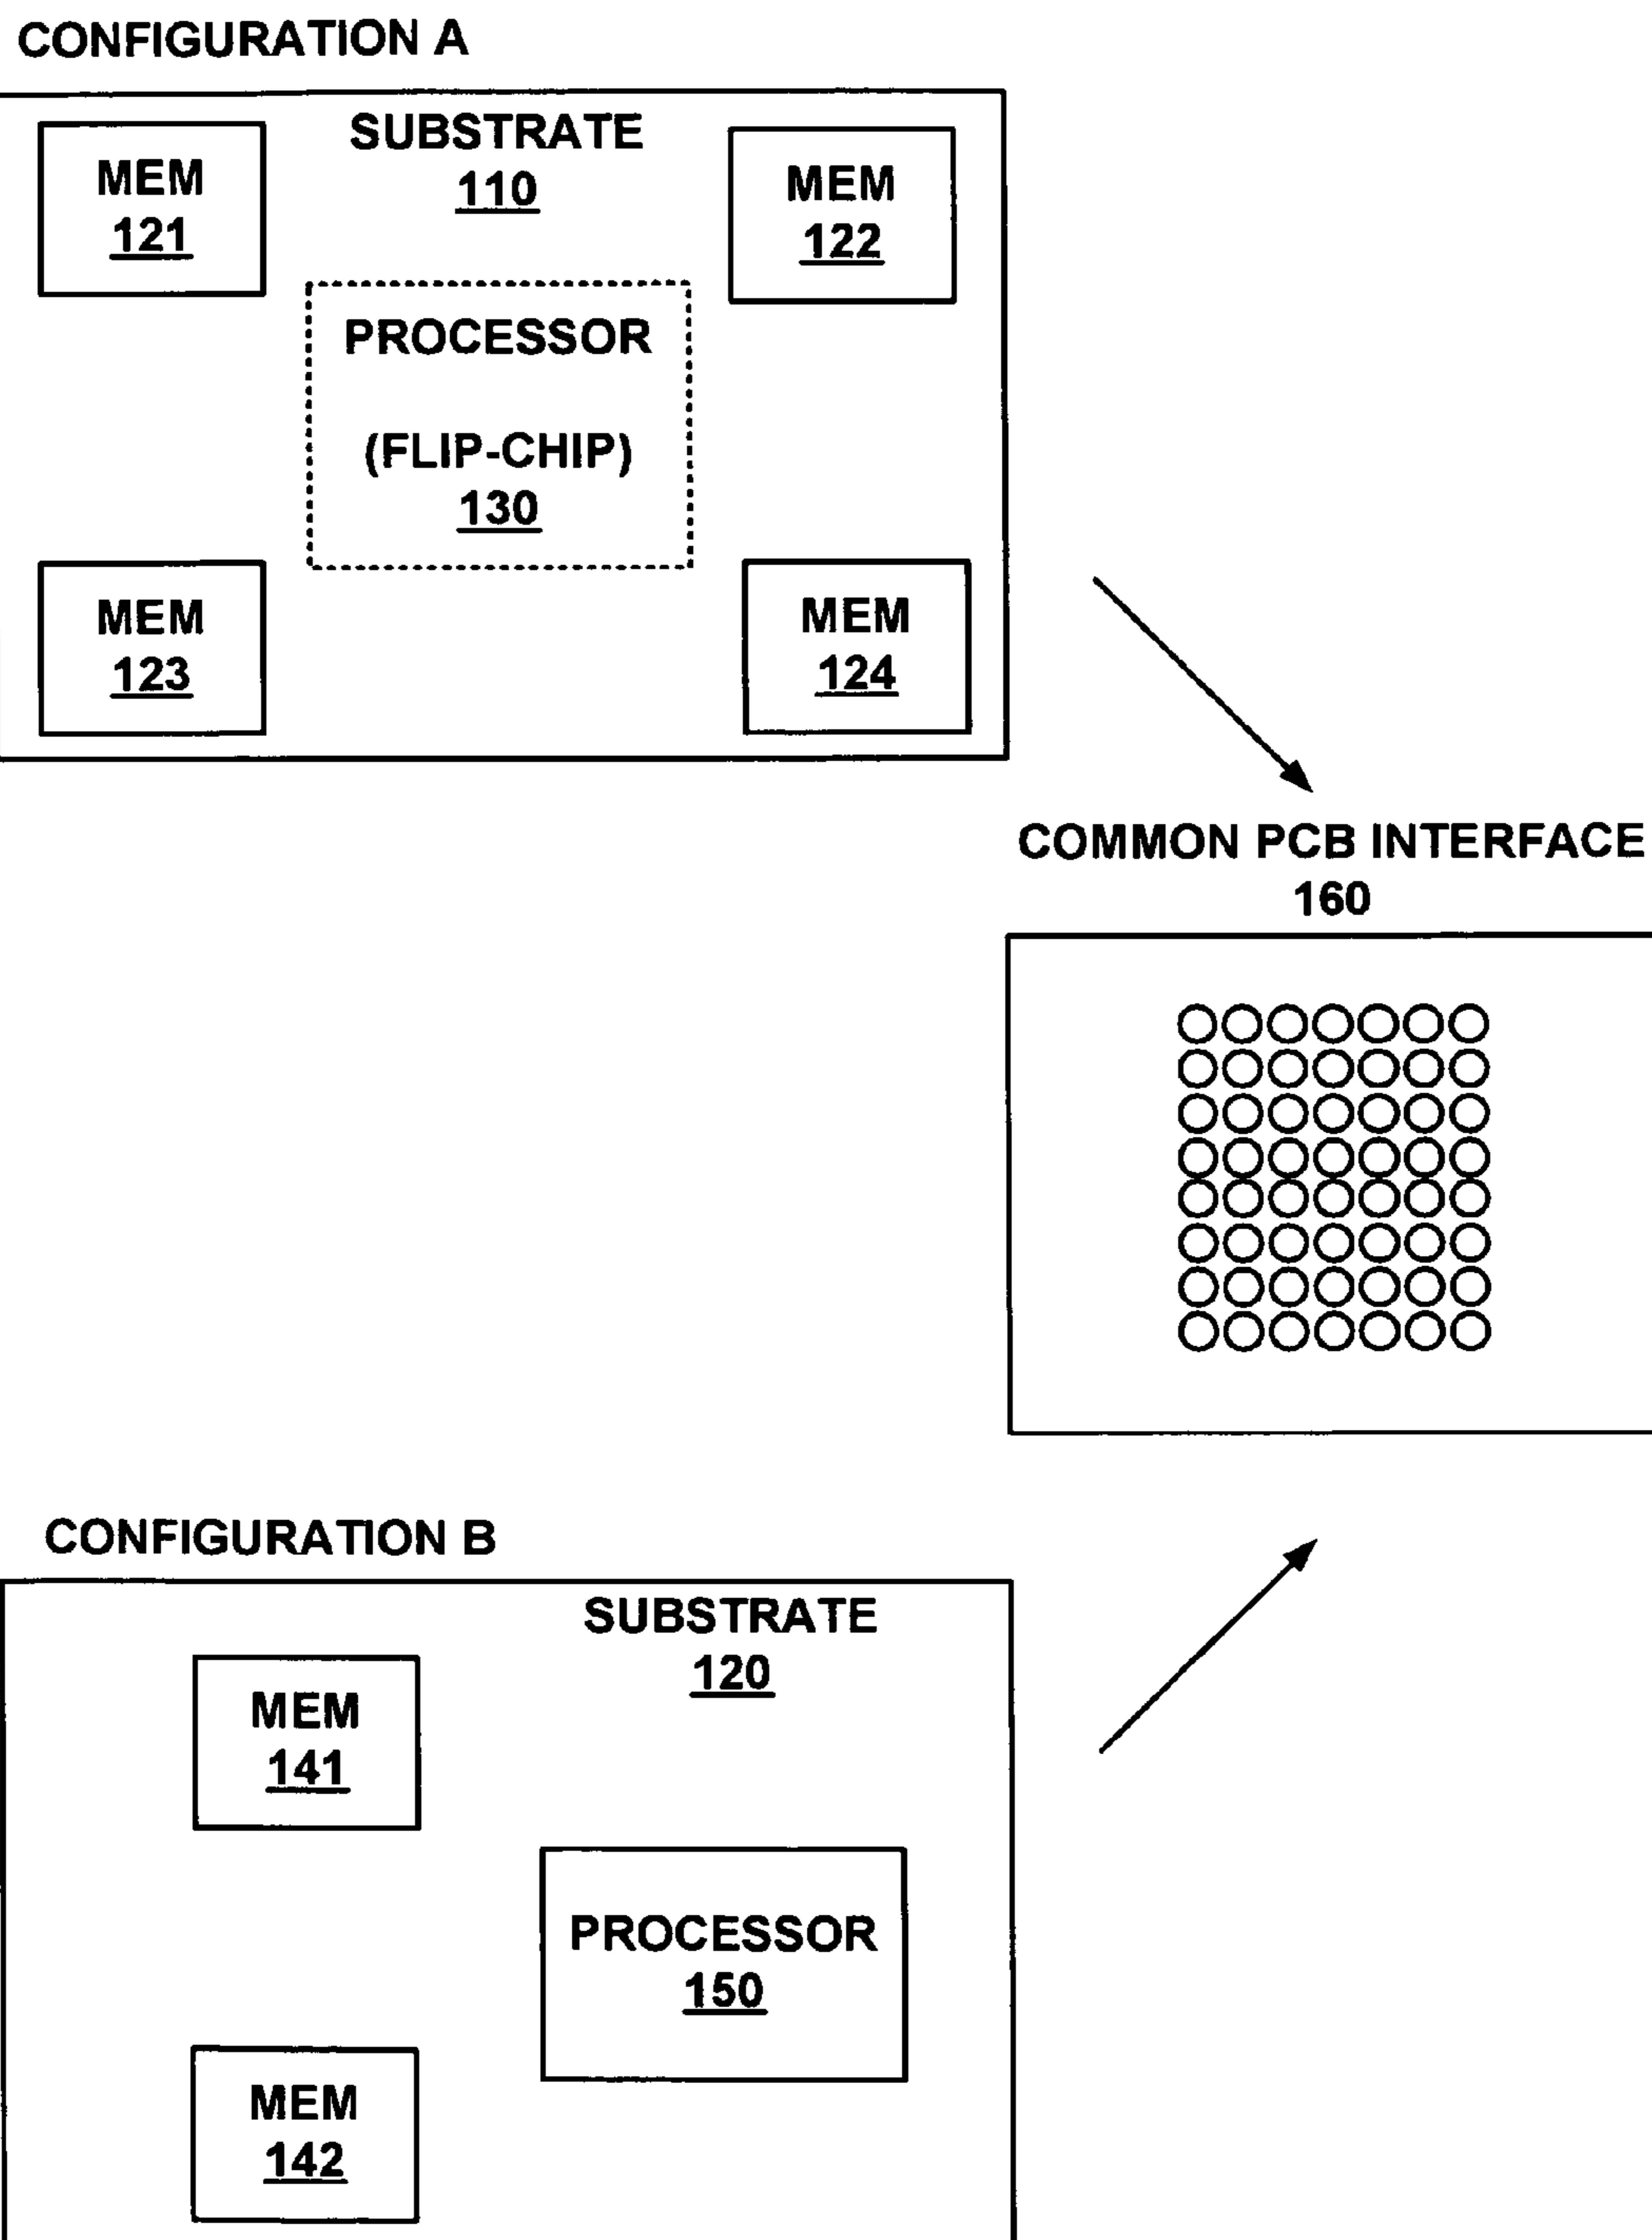 CONFIGURATION A
SUBSTRATE
110
MEM
121
MEM
122
PROCESSOR
(FLIP-CHIP)
130
MEM
123
MEM
124
COMMON PCB INTERFACE
160
CONFIGURATION B
SUBSTRATE
120
MEM
141
PROCESSOR
150
MEM
142